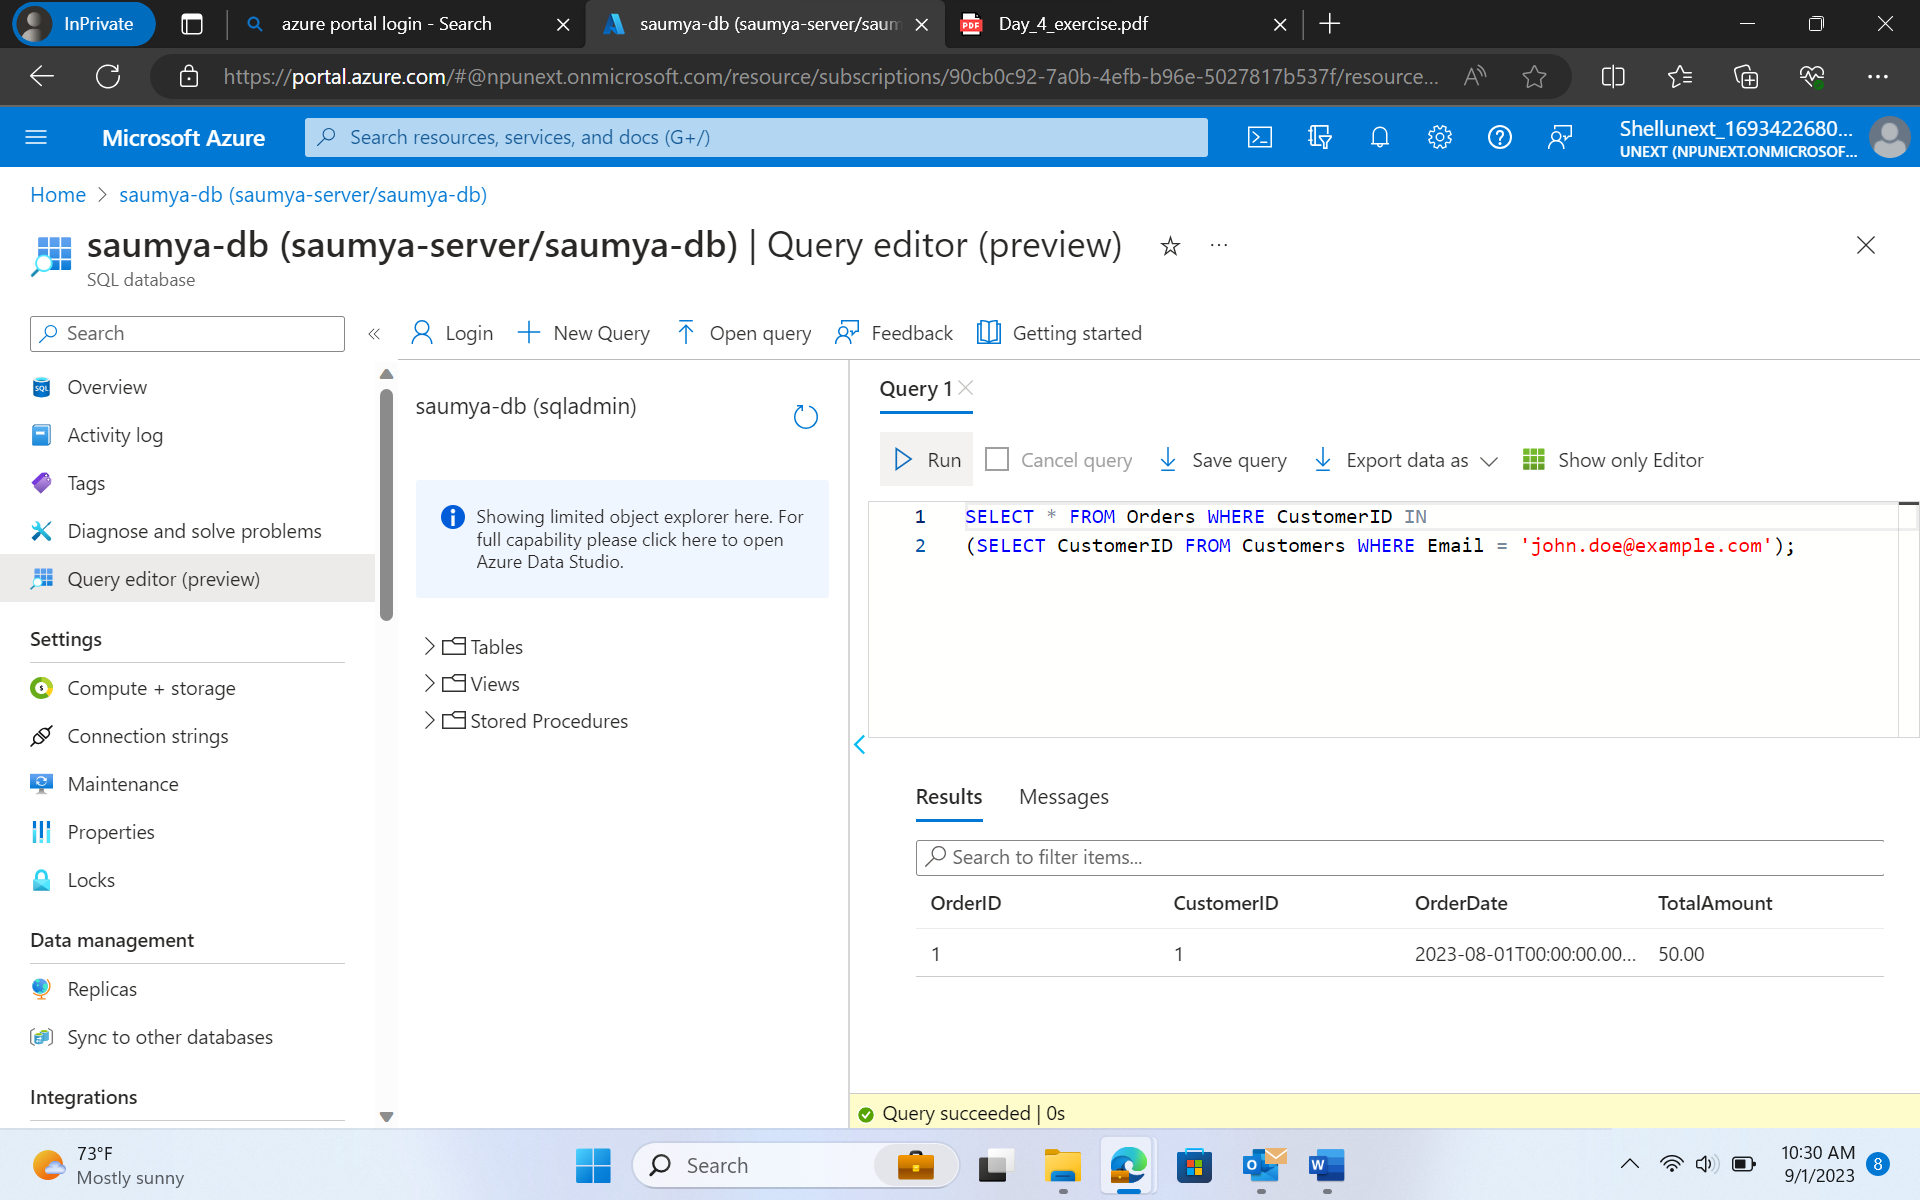 InPrivate
azure portal login - Search
saumya-db (saumya-server/saum
PDF
Day_4_exercise.pdf
https://portal.azure.com/#@npunext.onmicrosoft.com/resource/subscriptions/90cb0c92-7a0b-4efb-b96e-5027817b537f/resource...
Microsoft Azure
Search resources, services, and docs (G+/)
Shellunext_1693422680...
UNEXT (NPUNEXT.ONMICROSOF...
Home > saumya-db (saumya-server/saumya-db)
saumya-db (saumya-server/saumya-db) | Query editor (preview)
SQL database
Search
Login
New Query
Open query
Feedback
Getting started
Overview
Activity log
Tags
Diagnose and solve problems
Query editor (preview)
Settings
Compute + storage
Connection strings
Maintenance
Properties
Locks
Data management
Replicas
Sync to other databases
Integrations
saumya-db (sqladmin)
Showing limited object explorer here. For
full capability please click here to open
Azure Data Studio.
Tables
Views
Stored Procedures
Query 1
Run
Cancel query
Save query
Export data as
Show only Editor
1 SELECT * FROM Orders WHERE CustomerID IN
2 (SELECT CustomerID FROM Customers WHERE Email = 'john.doe@example.com');
Results Messages
Search to filter items...
OrderID CustomerID OrderDate TotalAmount
1 1 2023-08-01T00:00:00.00... 50.00
Query succeeded | 0s
73°F
Mostly sunny
Search
10:30 AM
9/1/2023
8